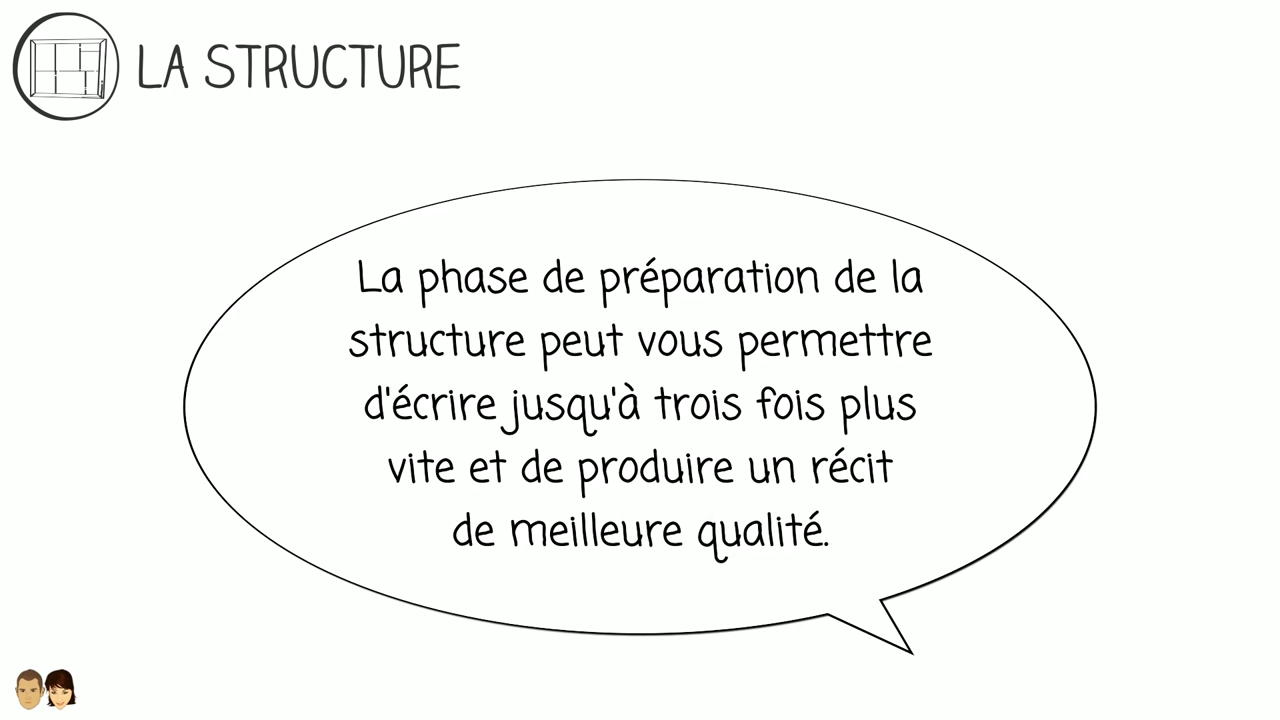 LA STRUCTURE
La phase de préparation de la
structure peut vous permettre
d'écrire jusqu'à trois fois plus
vite et de produire un récit
de meilleure qualité.